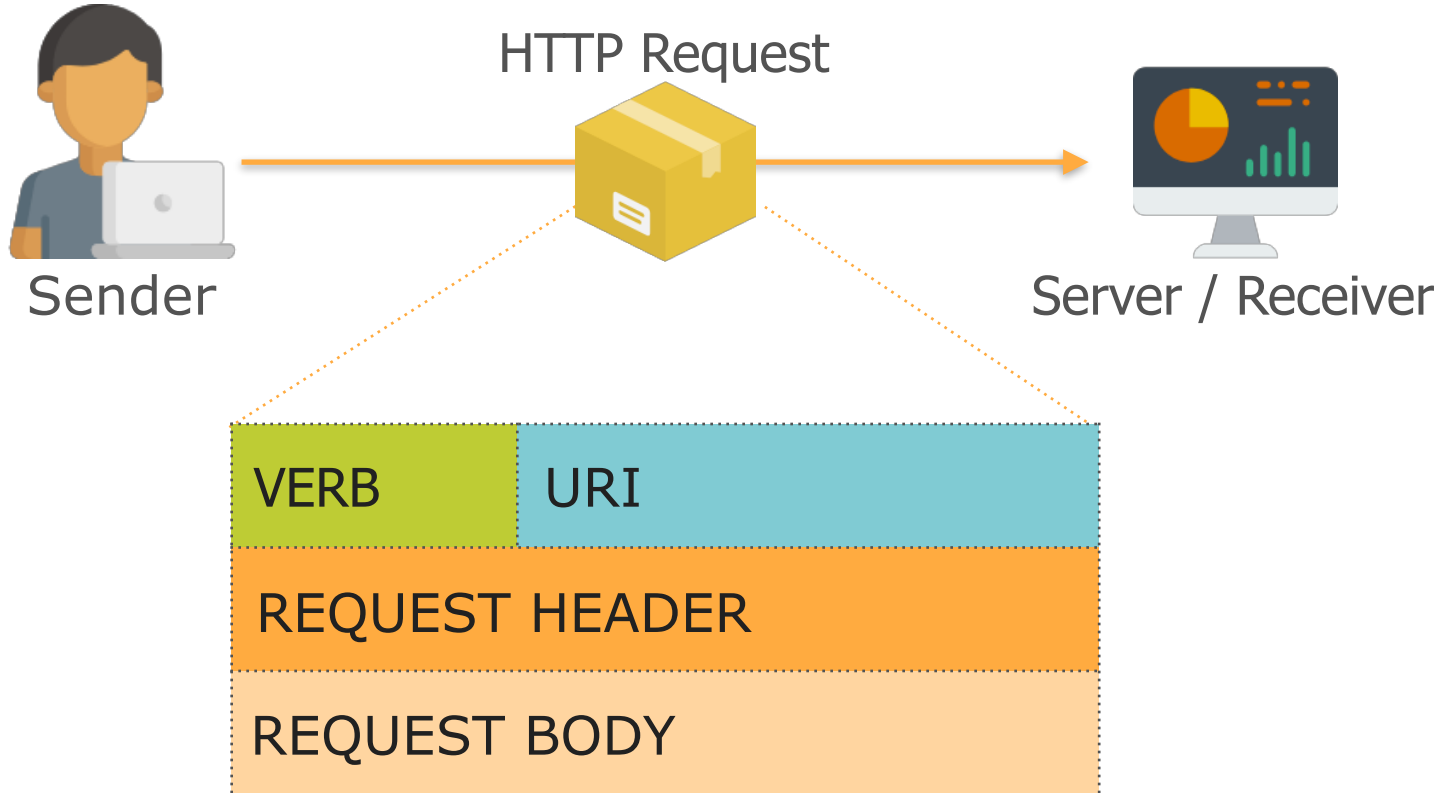 HTTP Request
Sender
Server / Receiver
VERB
URI
REQUEST HEADER
REQUEST BODY